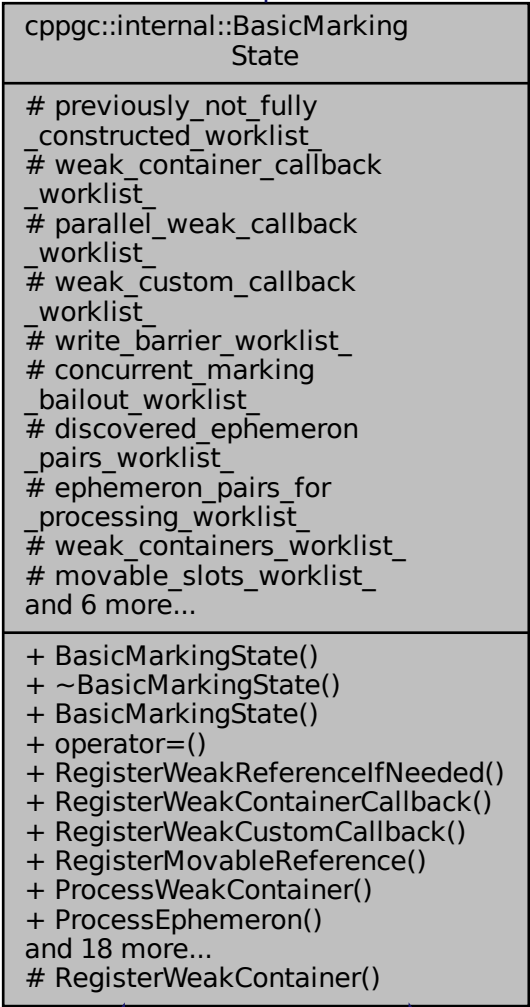 cppgc::internal::BasicMarking
State
# previously_not_fully
_constructed_worklist_
# weak_container_callback
_worklist_
# parallel_weak_callback
_worklist_
# weak_custom_callback
_worklist_
# write_barrier_worklist_
# concurrent_marking
_bailout_worklist_
# discovered_ephemeron
_pairs_worklist_
# ephemeron_pairs_for
_processing_worklist_
# weak_containers_worklist_
# movable_slots_worklist_
and 6 more...
+ BasicMarkingState()
+ ~BasicMarkingState()
+ BasicMarkingState()
+ operator=()
+ RegisterWeakReferenceIfNeeded()
+ RegisterWeakContainerCallback()
+ RegisterWeakCustomCallback()
+ RegisterMovableReference()
+ ProcessWeakContainer()
+ ProcessEphemeron()
and 18 more...
# RegisterWeakContainer()